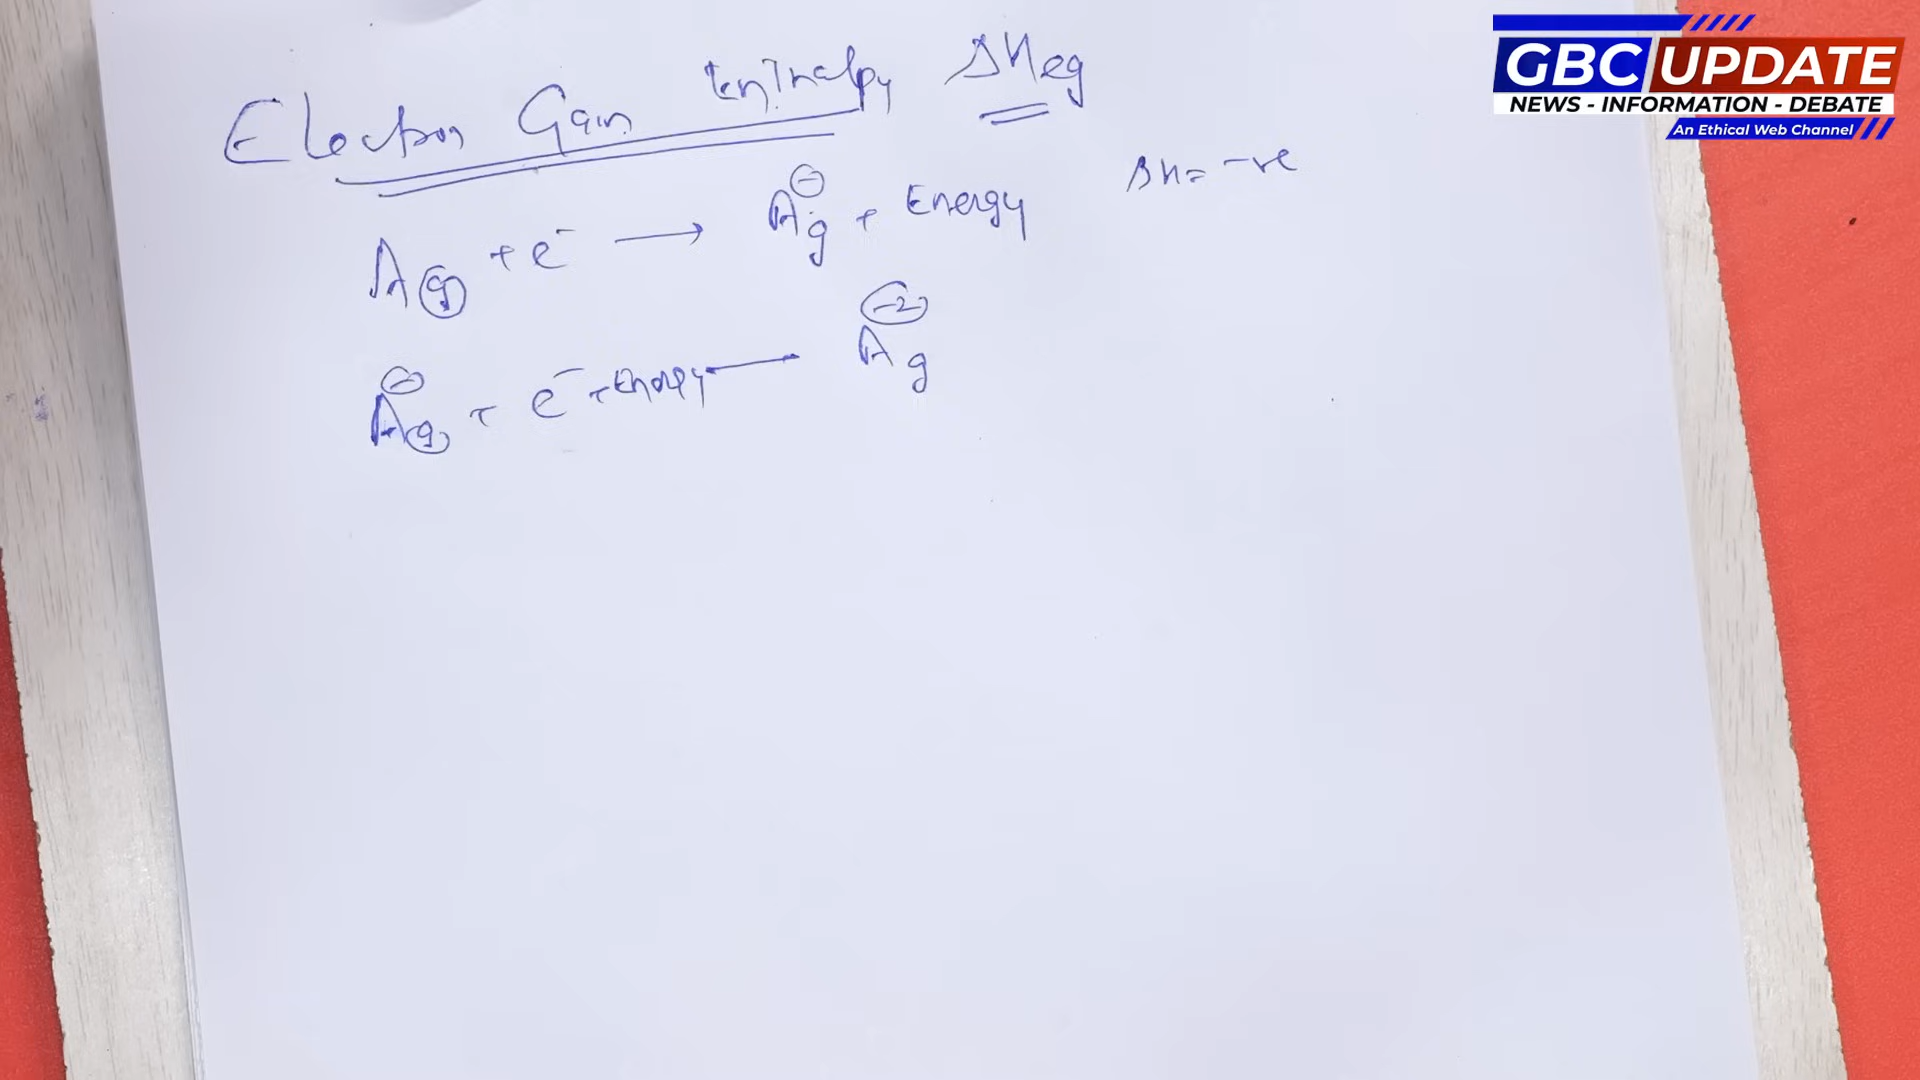 GBC UPDATE
NEWS - INFORMATION - DEBATE
An Ethical Web Channel
Electron Gain Enthalpy ΔHeg
A(g) + e⁻ → A⁻g + Energy ΔH = -ve
A⁻(g) + e⁻ + Energy → A⁻²g